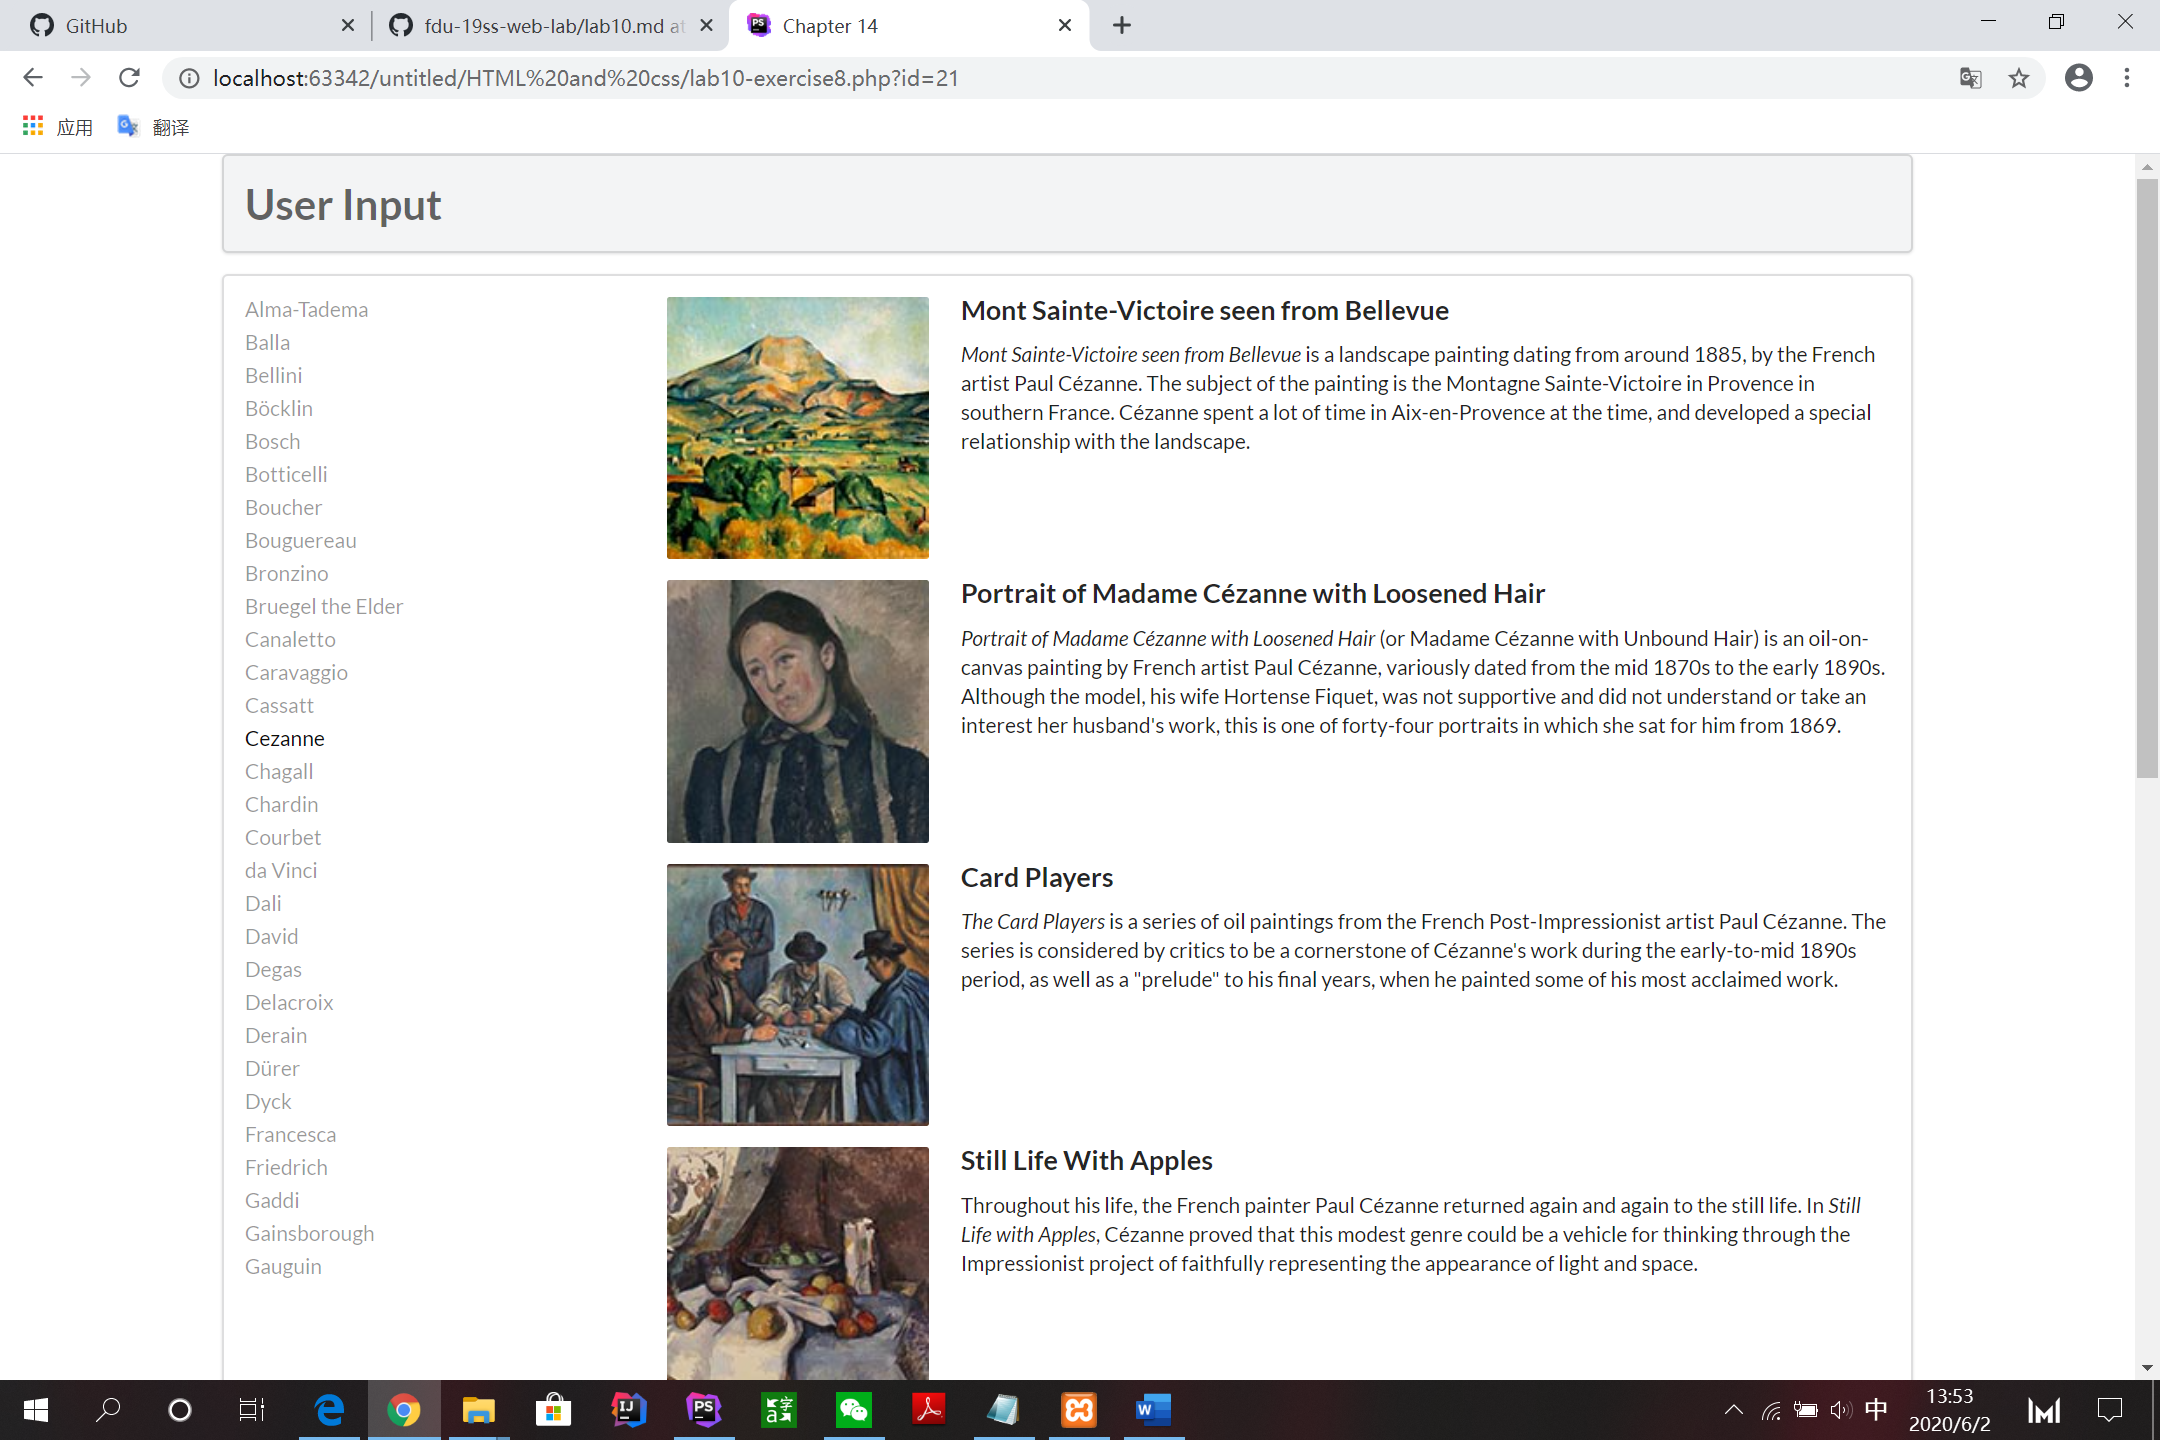 GitHub
fdu-19ss-web-lab/lab10.md at
Chapter 14
localhost:63342/untitled/HTML%20and%20css/lab10-exercise8.php?id=21
应用
翻译
User Input
Alma-Tadema
Balla
Bellini
Böcklin
Bosch
Botticelli
Boucher
Bouguereau
Bronzino
Bruegel the Elder
Canaletto
Caravaggio
Cassatt
Cezanne
Chagall
Chardin
Courbet
da Vinci
Dali
David
Degas
Delacroix
Derain
Dürer
Dyck
Francesca
Friedrich
Gaddi
Gainsborough
Gauguin
Mont Sainte-Victoire seen from Bellevue
Mont Sainte-Victoire seen from Bellevue is a landscape painting dating from around 1885, by the French
artist Paul Cézanne. The subject of the painting is the Montagne Sainte-Victoire in Provence in
southern France. Cézanne spent a lot of time in Aix-en-Provence at the time, and developed a special
relationship with the landscape.
Portrait of Madame Cézanne with Loosened Hair
Portrait of Madame Cézanne with Loosened Hair (or Madame Cézanne with Unbound Hair) is an oil-on-
canvas painting by French artist Paul Cézanne, variously dated from the mid 1870s to the early 1890s.
Although the model, his wife Hortense Fiquet, was not supportive and did not understand or take an
interest her husband's work, this is one of forty-four portraits in which she sat for him from 1869.
Card Players
The Card Players is a series of oil paintings from the French Post-Impressionist artist Paul Cézanne. The
series is considered by critics to be a cornerstone of Cézanne's work during the early-to-mid 1890s
period, as well as a "prelude" to his final years, when he painted some of his most acclaimed work.
Still Life With Apples
Throughout his life, the French painter Paul Cézanne returned again and again to the still life. In Still
Life with Apples, Cézanne proved that this modest genre could be a vehicle for thinking through the
Impressionist project of faithfully representing the appearance of light and space.
中
13:53
2020/6/2